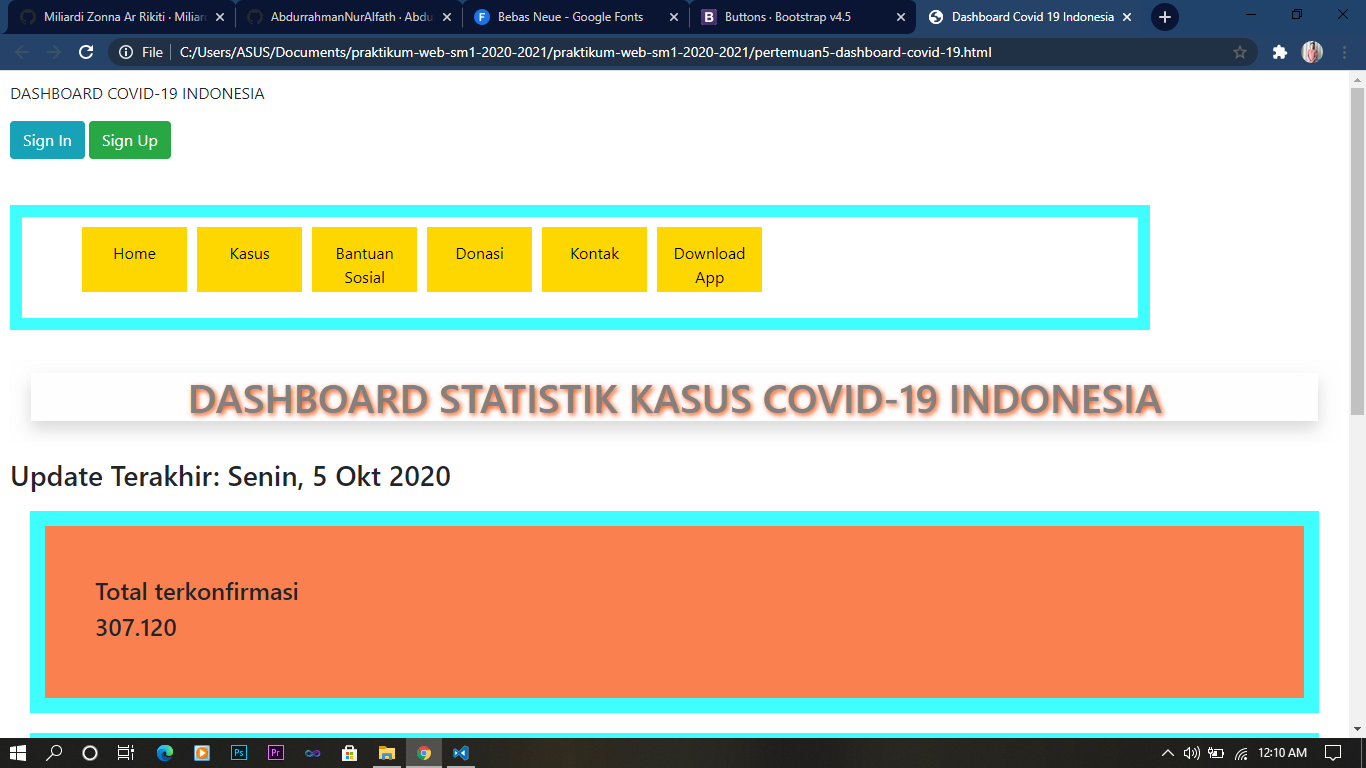 Miliardi Zonna Ar Rikiti · Miliar
AbdurrahmanNurAlfath · Abdu
Bebas Neue - Google Fonts
Buttons · Bootstrap v4.5
Dashboard Covid 19 Indonesia
File
C:/Users/ASUS/Documents/praktikum-web-sm1-2020-2021/praktikum-web-sm1-2020-2021/pertemuan5-dashboard-covid-19.html
DASHBOARD COVID-19 INDONESIA
Sign In
Sign Up
Home
Kasus
Bantuan
Sosial
Donasi
Kontak
Download
App
DASHBOARD STATISTIK KASUS COVID-19 INDONESIA
Update Terakhir: Senin, 5 Okt 2020
Total terkonfirmasi
307.120
Ps
Pr
12:10 AM